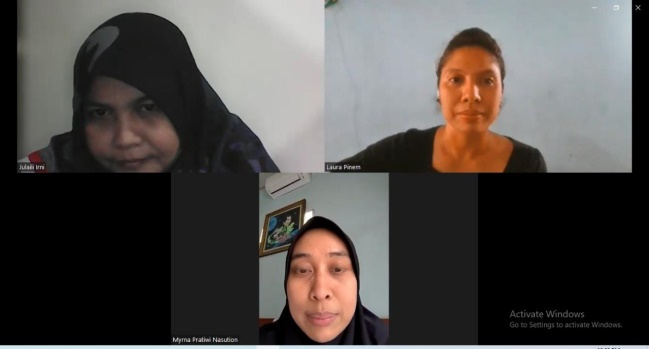 Julaili Irni
Laura Pinem
Myrna Pratiwi Nasution
Activate Windows
Go to Settings to activate Windows.